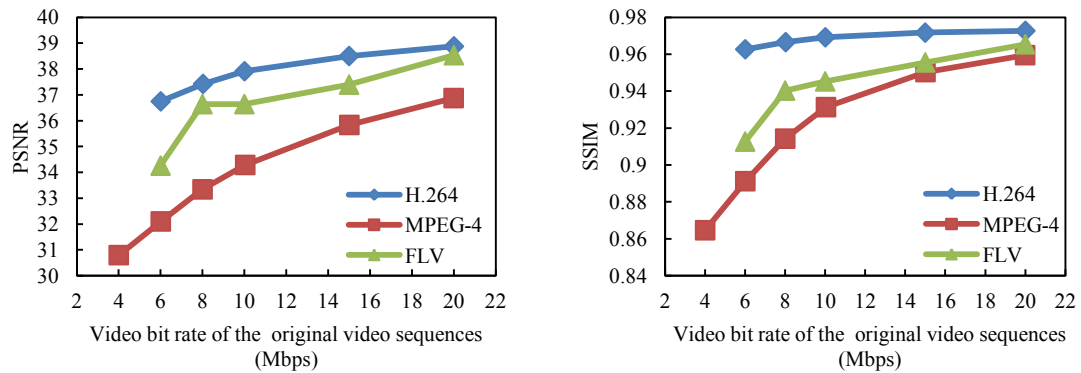 40
39
38
37
36
35
34
33
32
31
30
PSNR
H.264
MPEG-4
FLV
2 4 6 8 10 12 14 16 18 20 22
Video bit rate of the original video sequences
(Mbps)
0.98
0.96
0.94
0.92
0.9
0.88
0.86
0.84
SSIM
H.264
MPEG-4
FLV
2 4 6 8 10 12 14 16 18 20 22
Video bit rate of the original video sequences
(Mbps)